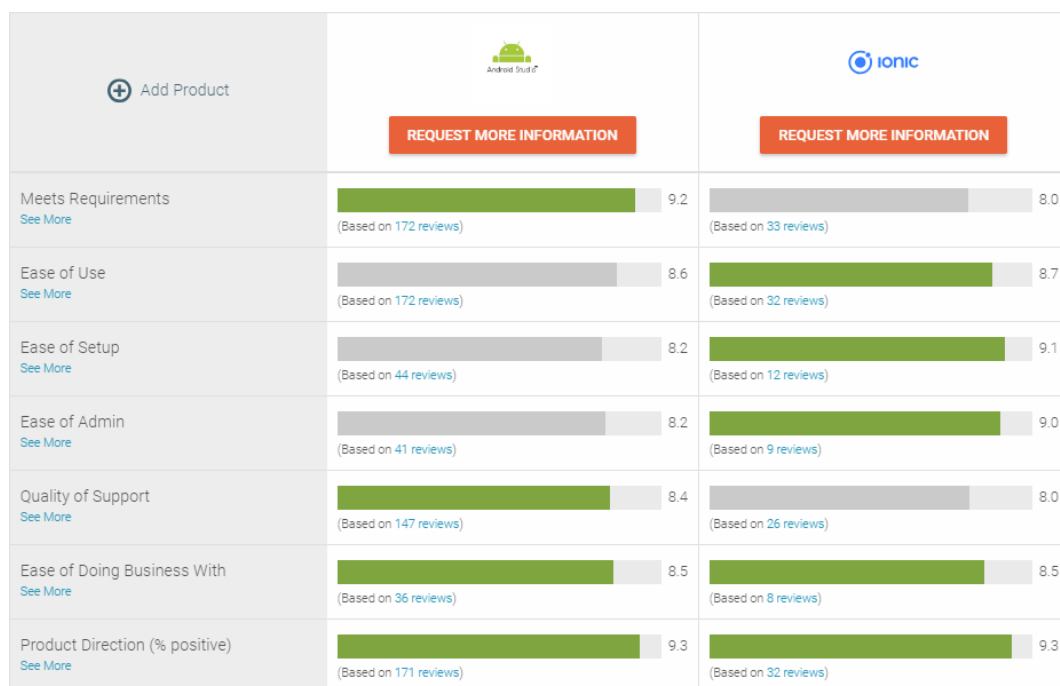 Add Product
Android Studio
REQUEST MORE INFORMATION
ionic
REQUEST MORE INFORMATION
Meets Requirements
See More
9.2
(Based on 172 reviews)
8.0
(Based on 33 reviews)
Ease of Use
See More
8.6
(Based on 172 reviews)
8.7
(Based on 32 reviews)
Ease of Setup
See More
8.2
(Based on 44 reviews)
9.1
(Based on 12 reviews)
Ease of Admin
See More
8.2
(Based on 41 reviews)
9.0
(Based on 9 reviews)
Quality of Support
See More
8.4
(Based on 147 reviews)
8.0
(Based on 26 reviews)
Ease of Doing Business With
See More
8.5
(Based on 36 reviews)
8.5
(Based on 8 reviews)
Product Direction (% positive)
See More
9.3
(Based on 171 reviews)
9.3
(Based on 32 reviews)